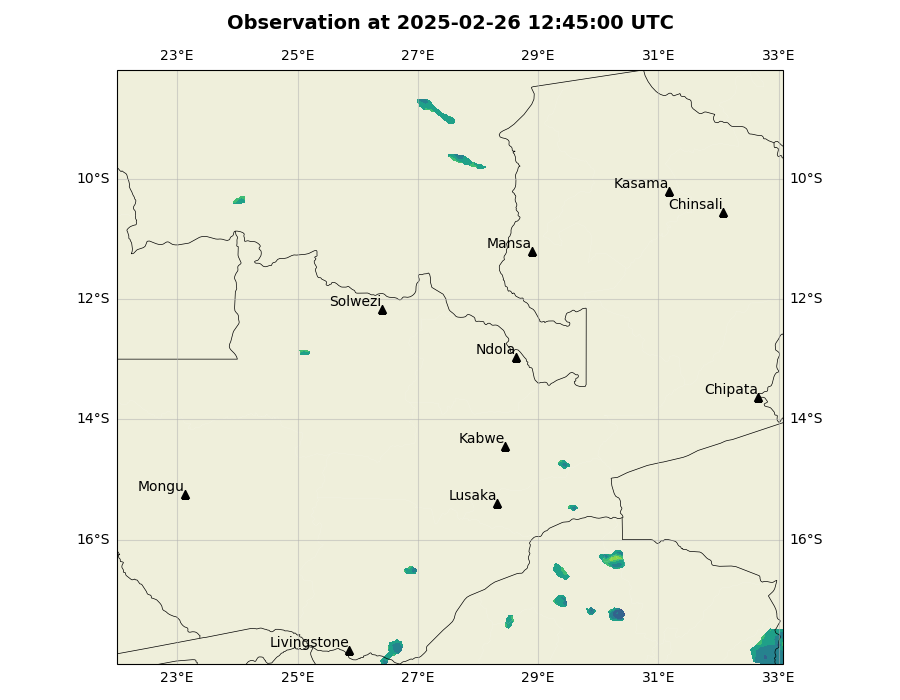 Observation at 2025-02-26 12:45:00 UTC
23°E 25°E 27°E 29°E 31°E 33°E
10°S 10°S
Kasama
Chinsali
Mansa
12°S 12°S
Solwezi
Ndola
Chipata
14°S 14°S
Kabwe
Mongu
Lusaka
16°S 16°S
Livingstone
23°E 25°E 27°E 29°E 31°E 33°E